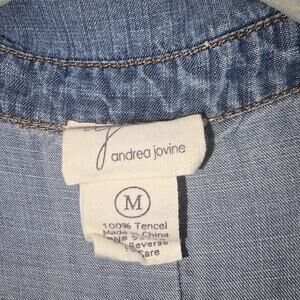 andrea jovine
M
100% Tencel
Made in China
Reverse
Care